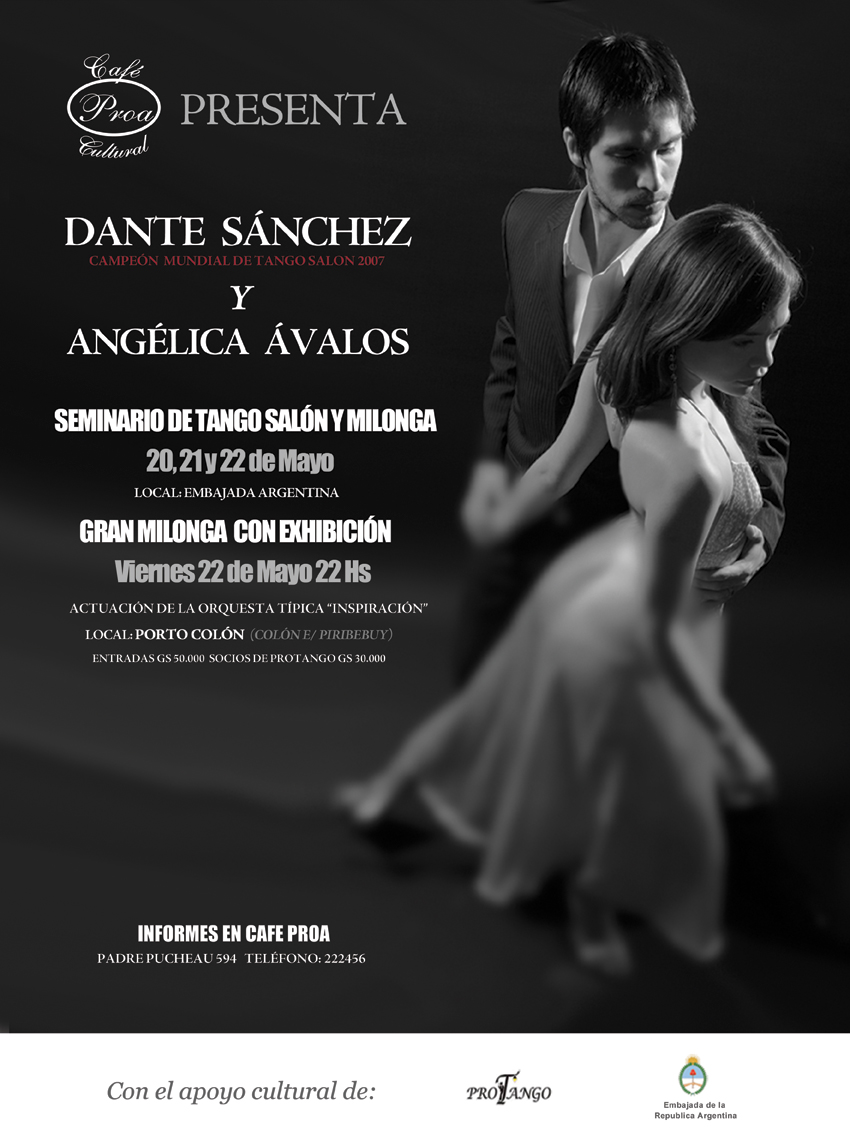 Café
Proa
Cultural
PRESENTA
DANTE SÁNCHEZ
CAMPEÓN MUNDIAL DE TANGO SALON 2007
Y
ANGÉLICA ÁVALOS
SEMINARIO DE TANGO SALÓN Y MILONGA
20, 21 y 22 de Mayo
LOCAL: EMBAJADA ARGENTINA
GRAN MILONGA CON EXHIBICIÓN
Viernes 22 de Mayo 22 Hs
ACTUACIÓN DE LA ORQUESTA TÍPICA “INSPIRACIÓN”
LOCAL: PORTO COLÓN (COLÓN E/ PIRIBEBUY)
ENTRADAS GS 50.000 SOCIOS DE PROTANGO GS 30.000
INFORMES EN CAFE PROA
PADRE PUCHEAU 594 TELÉFONO: 222456
Con el apoyo cultural de:
PROTANGO
Embajada de la
Republica Argentina